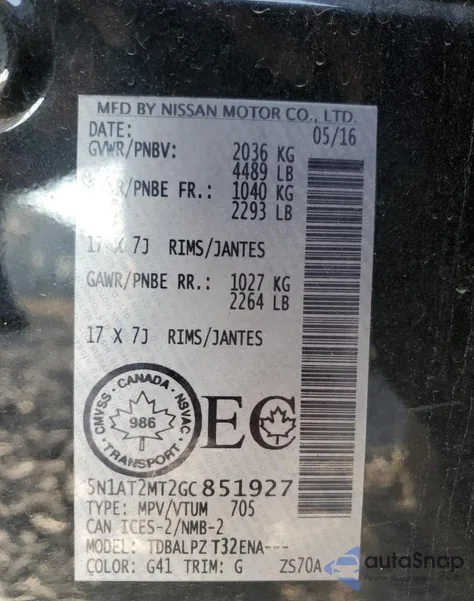 MFD BY NISSAN MOTOR CO., LTD.
DATE: 05/16
GVWR/PNBV: 2036 KG
4489 LB
/PNBE FR.: 1040 KG
2293 LB
17 X 7J RIMS/JANTES
GAWR/PNBE RR.: 1027 KG
2264 LB
17 X 7J RIMS/JANTES
CANADA
CMVSS NSVAC
986
TRANSPORT
EC
5N1AT2MT2GC851927
TYPE: MPV/VTUM 705
CAN ICES-2/NMB-2
MODEL: TDBALPZ T32ENA---
COLOR: G41 TRIM: G ZS70A
autoSnap